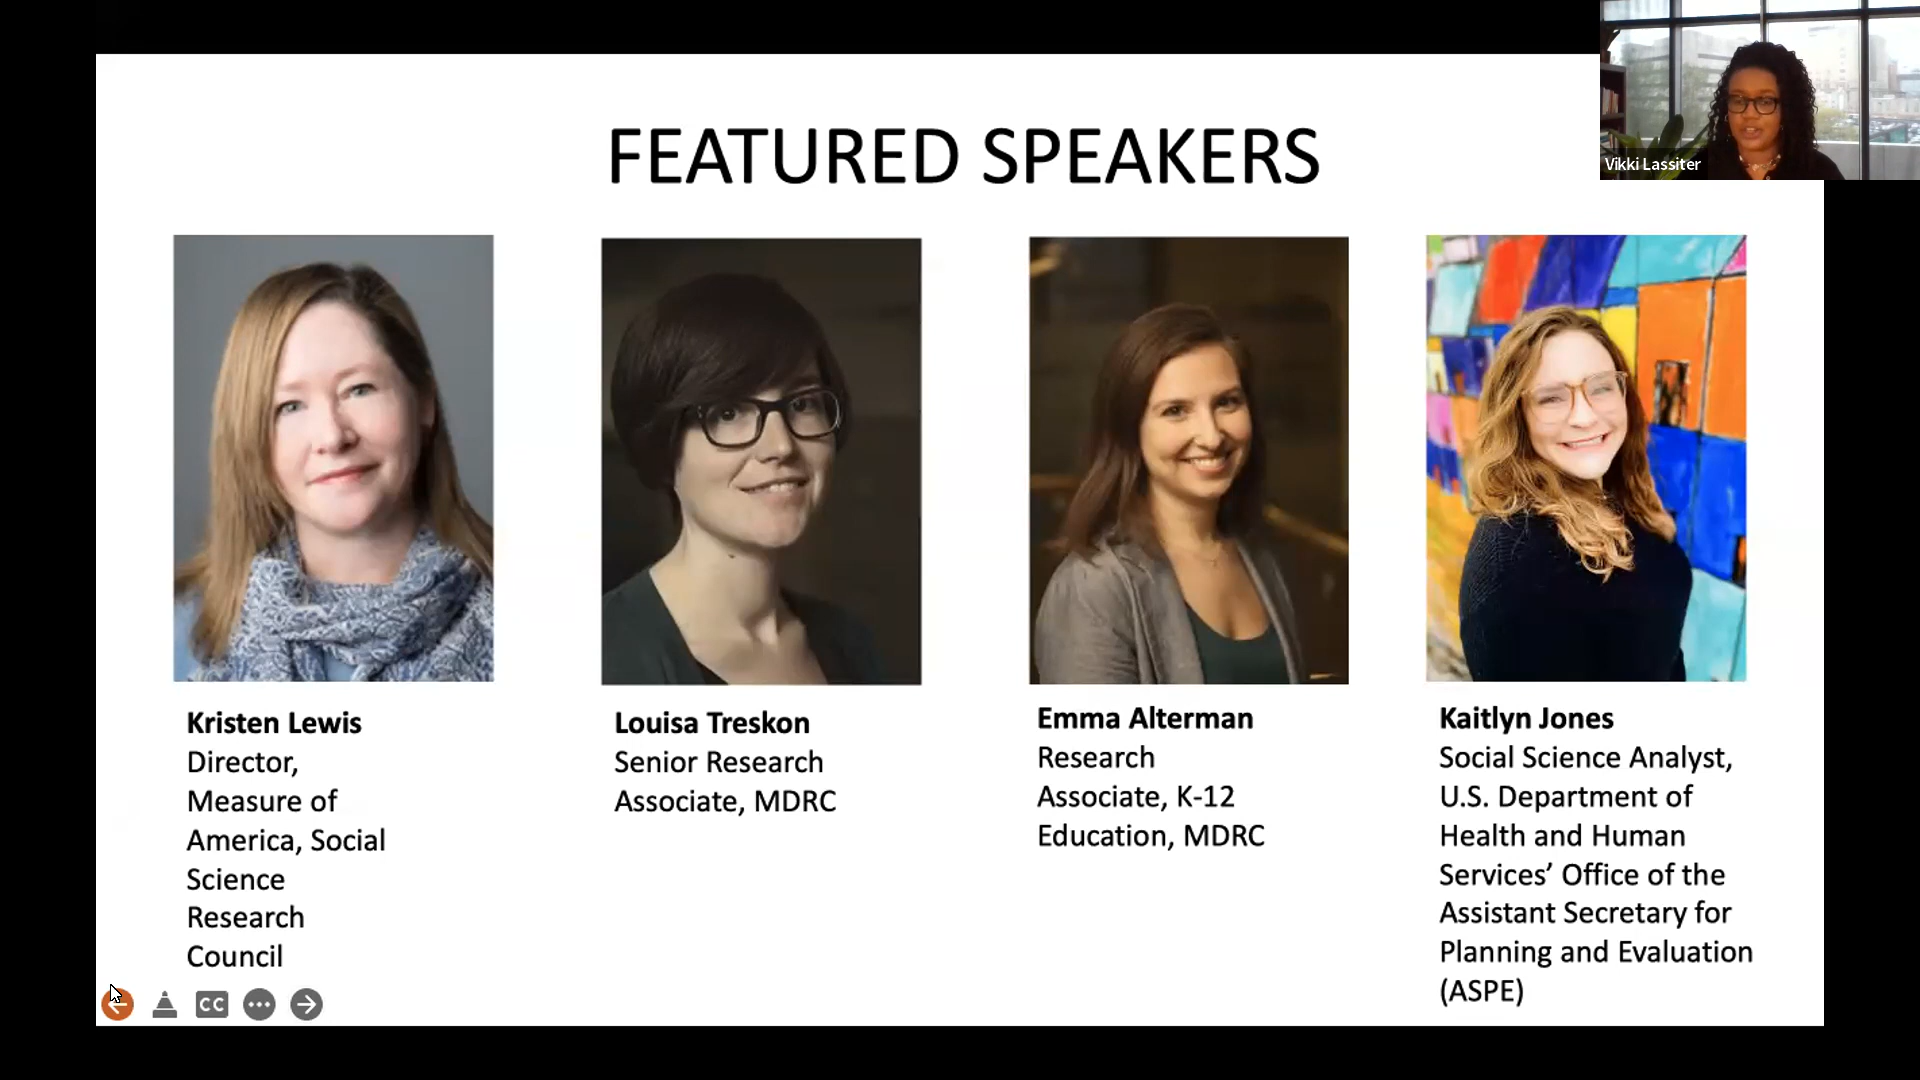 FEATURED SPEAKERS
Vikki Lassiter
Kristen Lewis
Director,
Measure of
America, Social
Science
Research
Council
Louisa Treskon
Senior Research
Associate, MDRC
Emma Alterman
Research
Associate, K-12
Education, MDRC
Kaitlyn Jones
Social Science Analyst,
U.S. Department of
Health and Human
Services’ Office of the
Assistant Secretary for
Planning and Evaluation
(ASPE)
CC